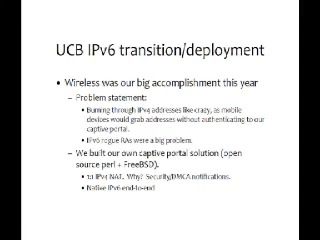 UCB IPv6 transition/deployment
• Wireless was our big accomplishment this year
– Problem statement:
• Burning through IPv4 addresses like crazy, as mobile
devices would grab addresses without authenticating to our
captive portal.
• IPv6 rogue RAs were a big problem.
– We built our own captive portal solution (open
source perl + FreeBSD).
• 1:1 IPv4 NAT. Why? Security/DMCA notifications.
• Native IPv6 end-to-end